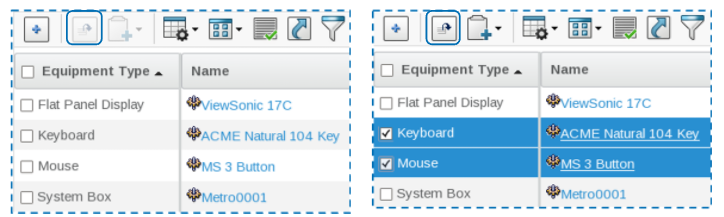 Equipment Type Name
Flat Panel Display ViewSonic 17C
Keyboard ACME Natural 104 Key
Mouse MS 3 Button
System Box Metro0001
Equipment Type Name
Flat Panel Display ViewSonic 17C
Keyboard ACME Natural 104 Key
Mouse MS 3 Button
System Box Metro0001